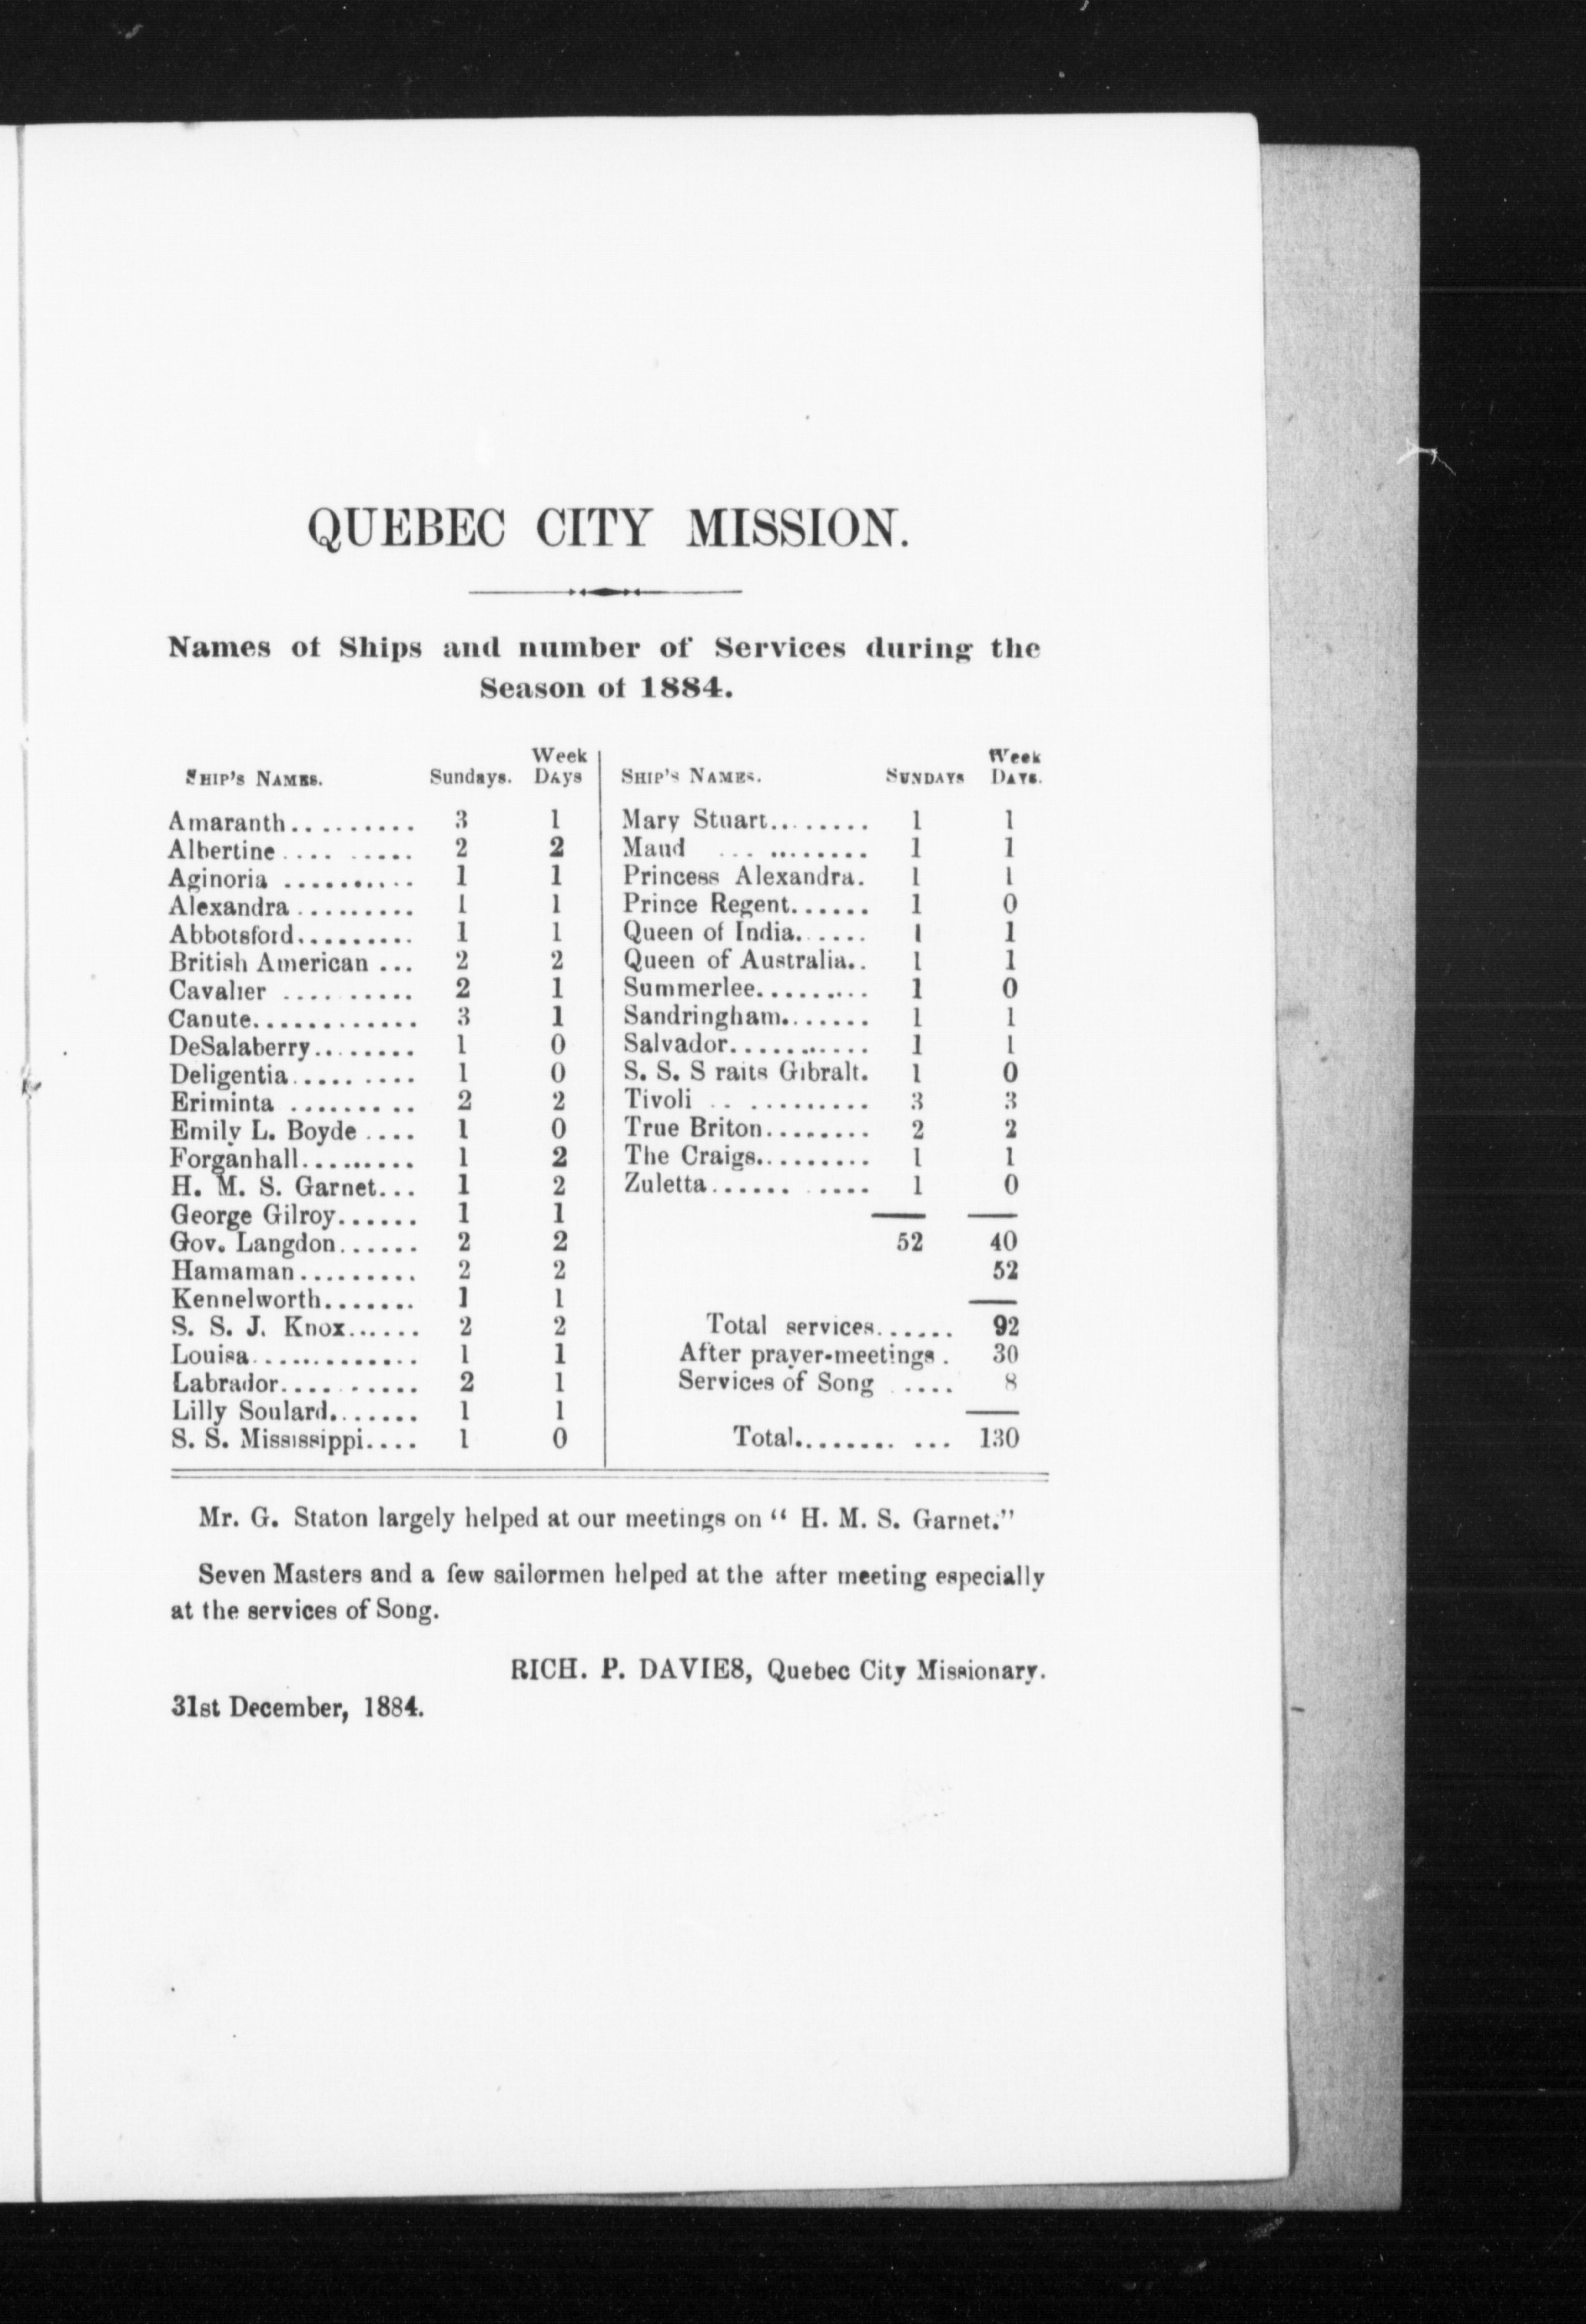 QUEBEC CITY MISSION.
Names of Ships and number of Services during the
Season of 1884.
SHIP'S NAMES. Sundays. Week DAYS
Amaranth.......... 3 1
Albertine.... ..... 2 2
Aginoria .......... 1 1
Alexandra ......... 1 1
Abbotsford......... 1 1
British American ... 2 2
Cavalier .... ...... 2 1
Canute............ 3 1
DeSalaberry........ 1 0
Deligentia..... .... 1 0
Eriminta ......... 2 2
Emily L. Boyde .... 1 0
Forganhall......... 1 2
H. M. S. Garnet... 1 2
George Gilroy...... 1 1
Gov. Langdon...... 2 2
Hamaman......... 2 2
Kennelworth....... 1 1
S. S. J. Knox...... 2 2
Louisa............. 1 1
Labrador.... ..... 2 1
Lilly Soulard....... 1 1
S. S. Mississippi.... 1 0
SHIP'S NAMES. SUNDAYS Week DAYS.
Mary Stuart........ 1 1
Maud ... ........ 1 1
Princess Alexandra. 1 1
Prince Regent...... 1 0
Queen of India...... 1 1
Queen of Australia.. 1 1
Summerlee......... 1 0
Sandringham....... 1 1
Salvador........... 1 1
S. S. S raits Gibralt. 1 0
Tivoli .. ......... 3 3
True Briton........ 2 2
The Craigs......... 1 1
Zuletta...... .... 1 0
52 40
52
Total services...... 92
After prayer-meetings . 30
Services of Song .... 8
Total........ ... 130
Mr. G. Staton largely helped at our meetings on " H. M. S. Garnet."
Seven Masters and a few sailormen helped at the after meeting especially
at the services of Song.
RICH. P. DAVIES, Quebec City Missionary.
31st December, 1884.